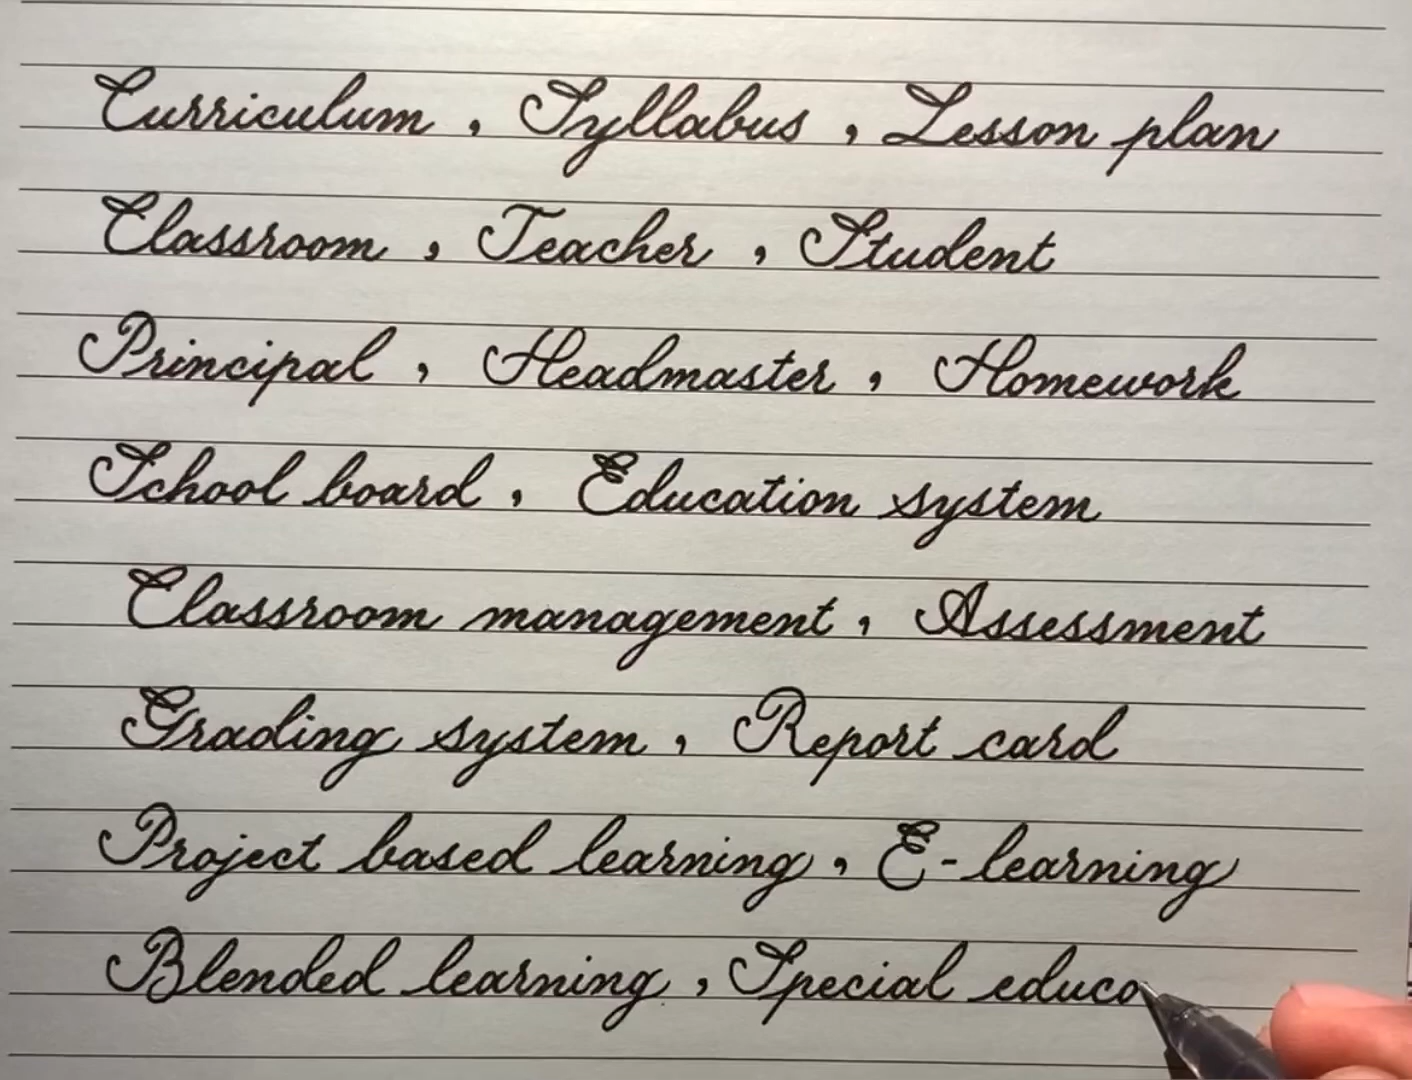 Curriculum, Syllabus, Lesson plan
Classroom, Teacher, Student
Principal, Headmaster, Homework
School board, Education system
Classroom management, Assessment
Grading system, Report card
Project based learning, E-learning
Blended learning, Special educa